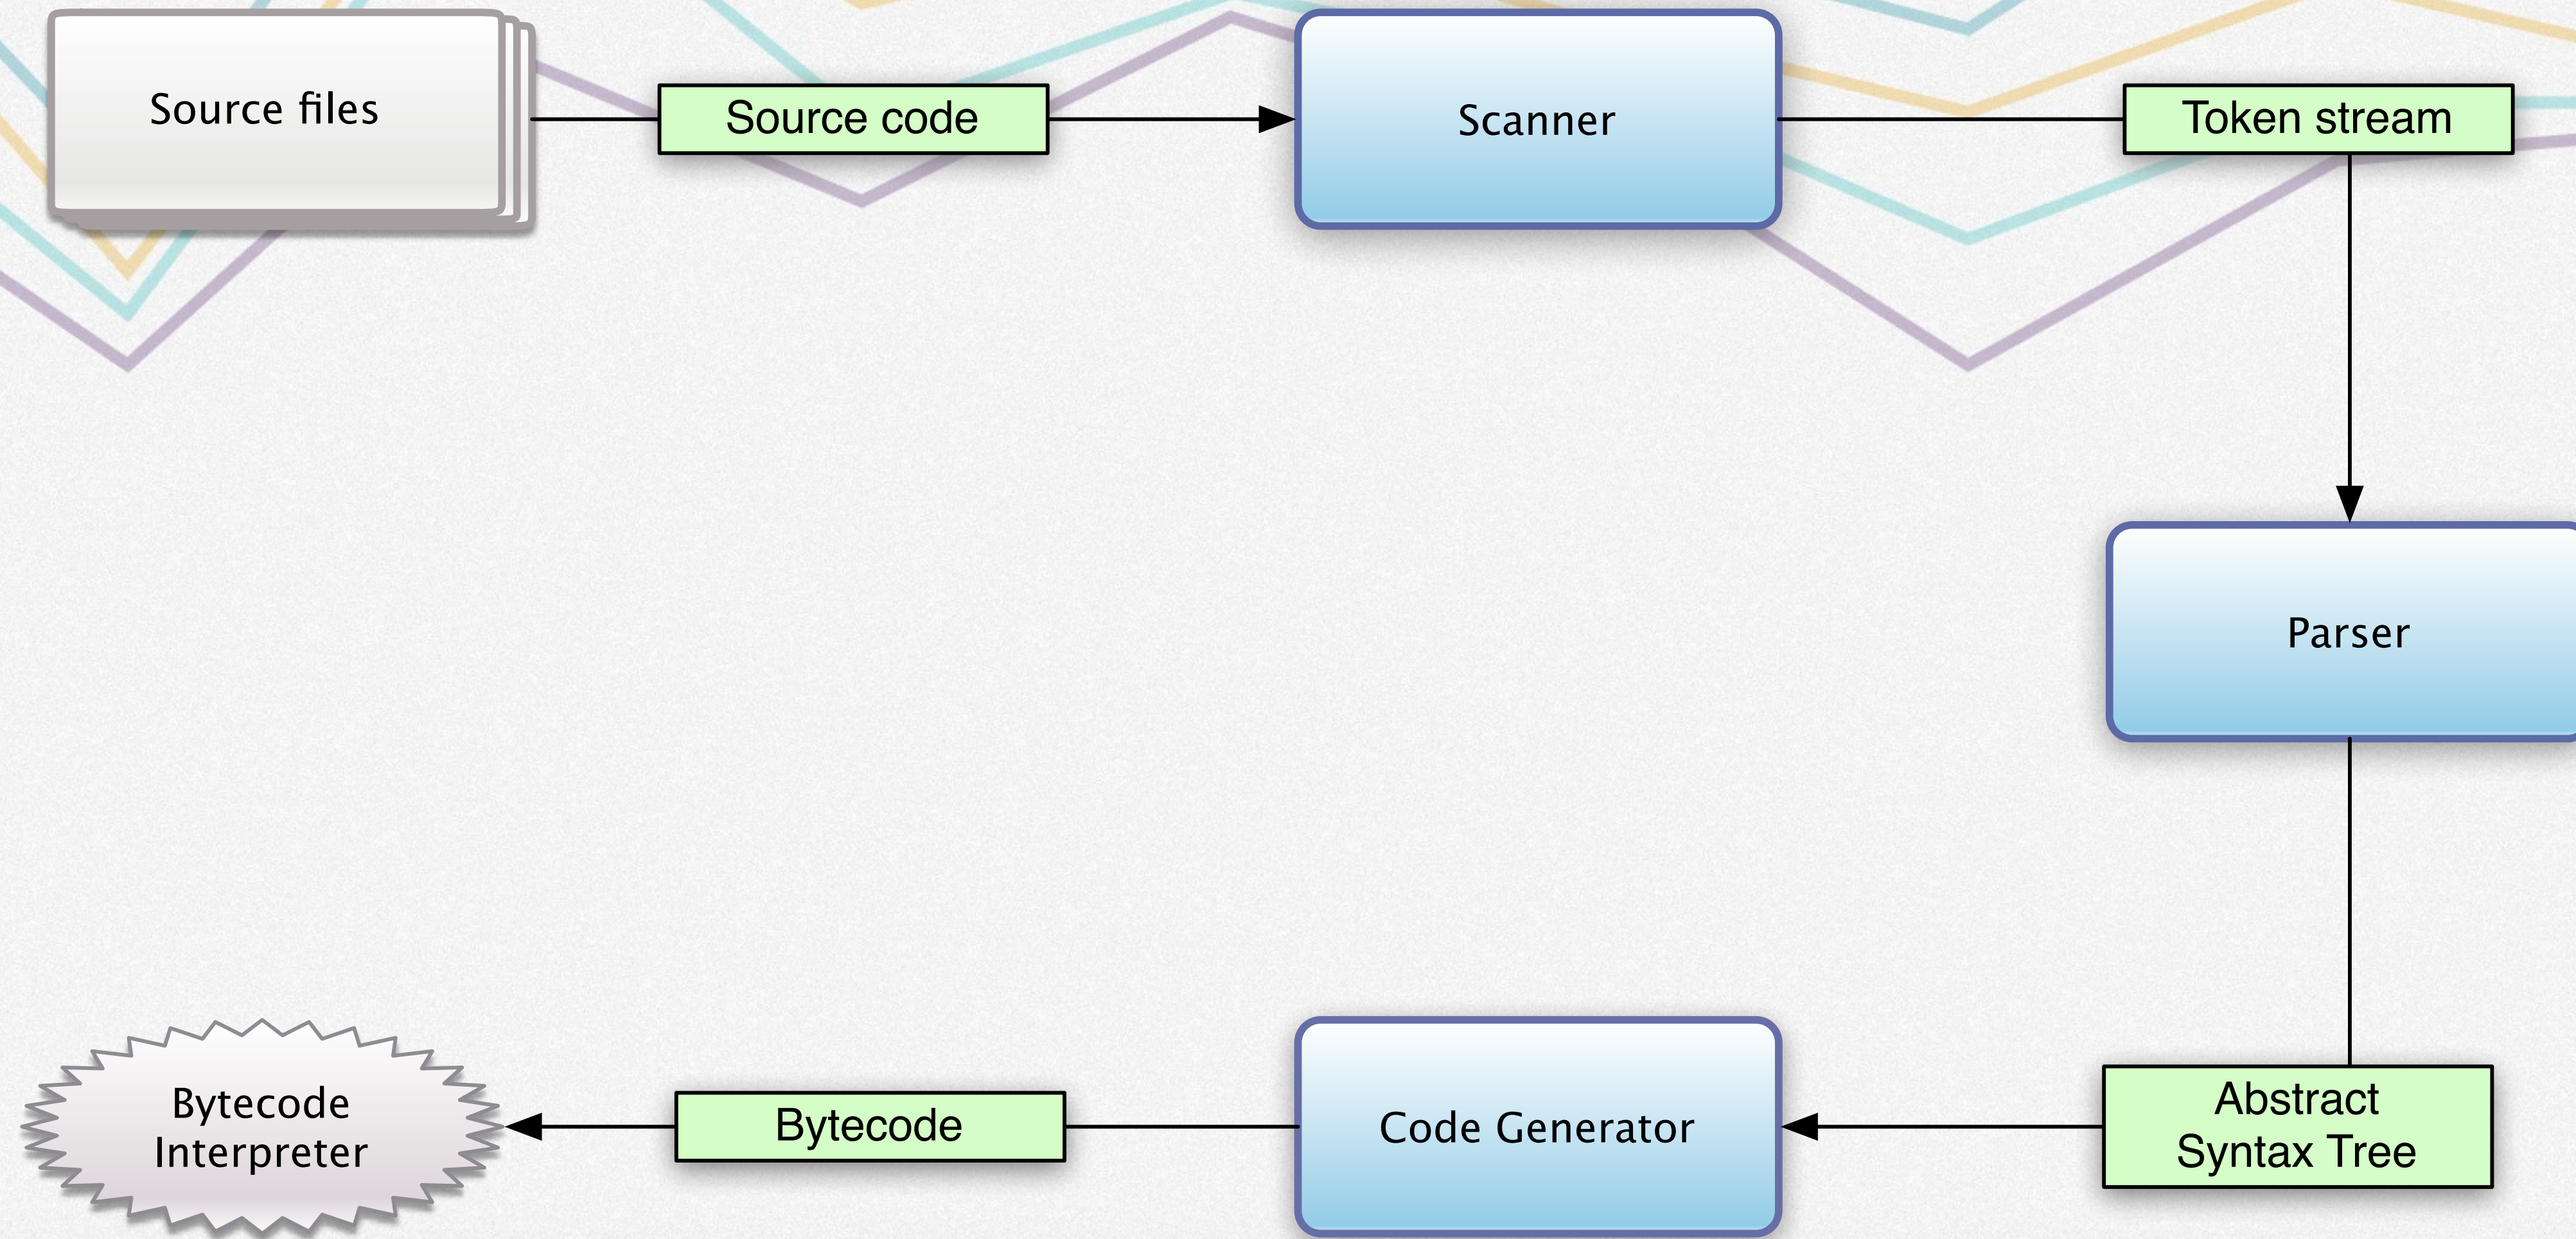 Source files
Source code
Scanner
Token stream
Parser
Abstract
Syntax Tree
Code Generator
Bytecode
Bytecode
Interpreter